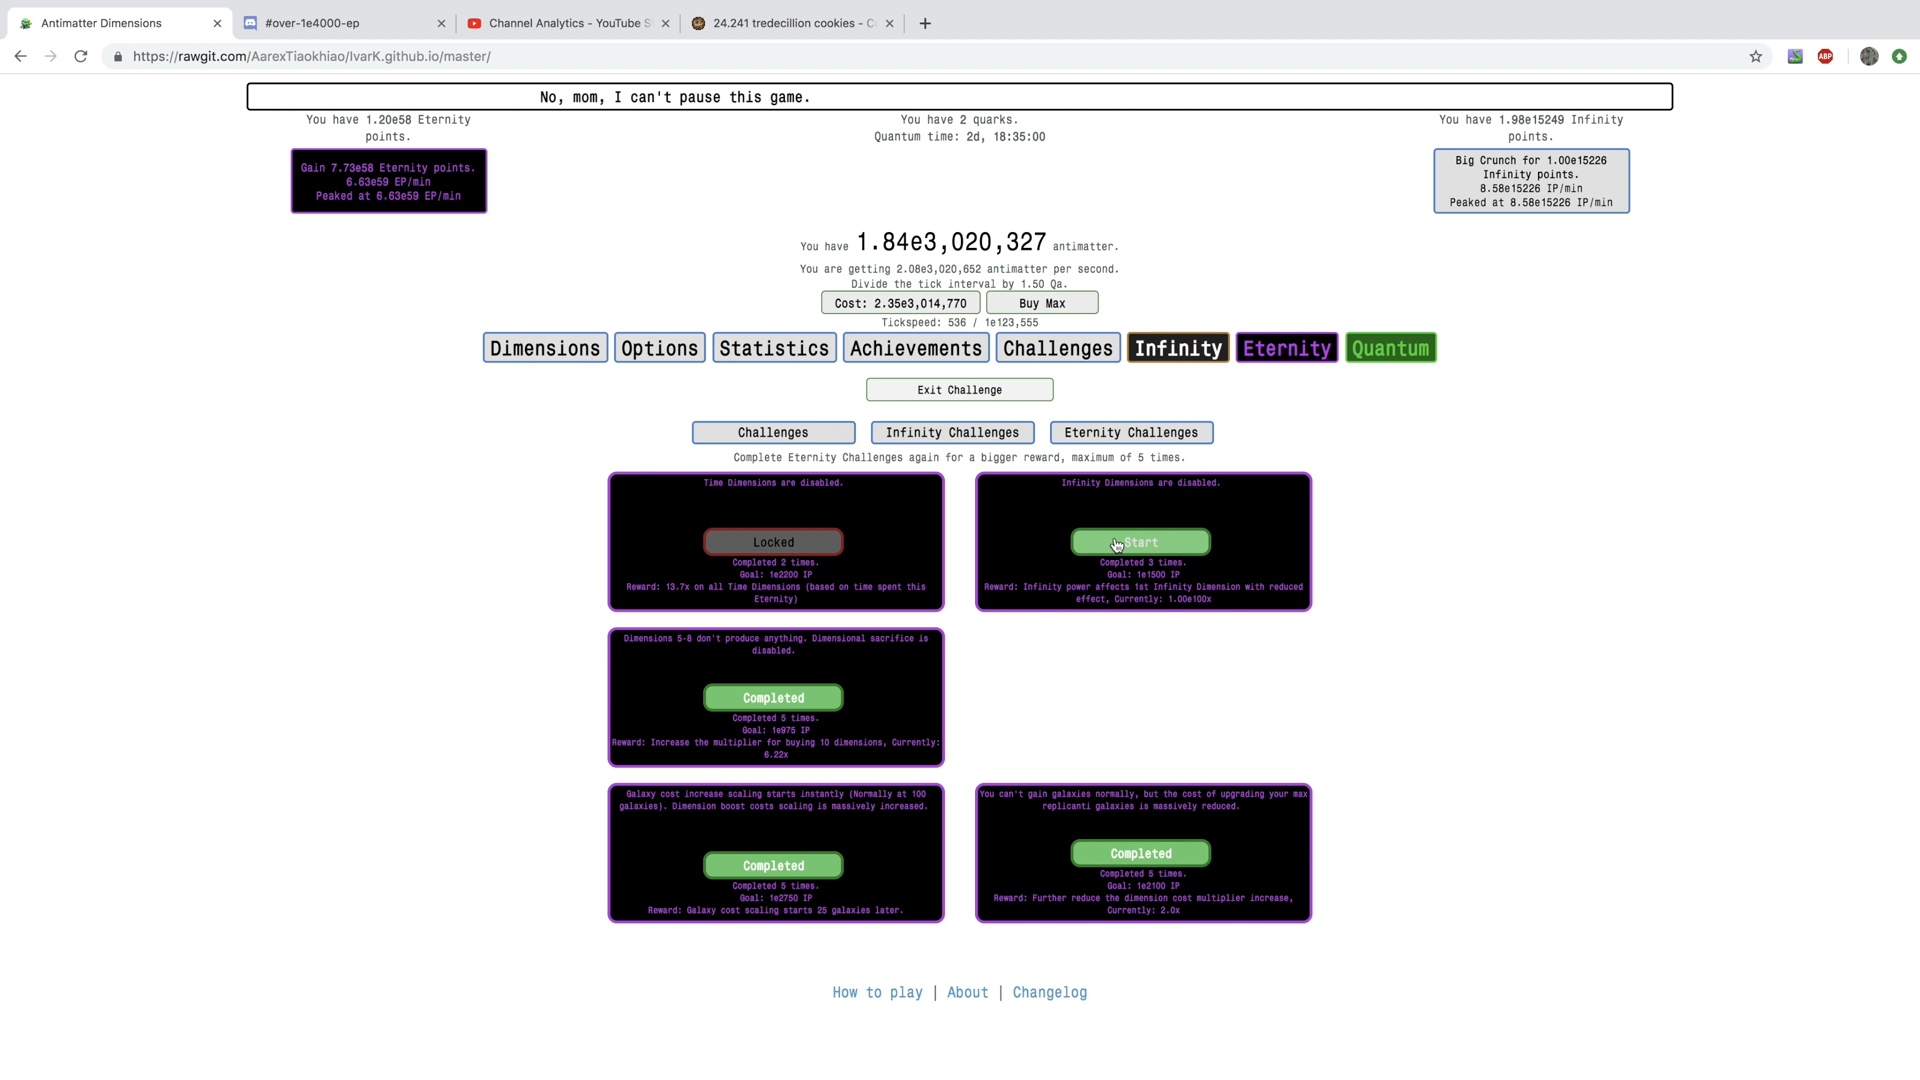 Antimatter Dimensions
#over-1e4000-ep
Channel Analytics - YouTube S
24.241 tredecillion cookies - C
https://rawgit.com/AarexTiaokhiao/IvarK.github.io/master/
ABP
No, mom, I can't pause this game.
You have 1.20e58 Eternity
points.
Gain 7.73e58 Eternity points.
6.63e59 EP/min
Peaked at 6.63e59 EP/min
You have 2 quarks.
Quantum time: 2d, 18:35:00
You have 1.98e15249 Infinity
points.
Big Crunch for 1.00e15226
Infinity points.
8.58e15226 IP/min
Peaked at 8.58e15226 IP/min
You have 1.84e3,020,327 antimatter.
You are getting 2.08e3,020,652 antimatter per second.
Divide the tick interval by 1.50 Qa.
Cost: 2.35e3,014,770
Buy Max
Tickspeed: 536 / 1e123,555
Dimensions
Options
Statistics
Achievements
Challenges
Infinity
Eternity
Quantum
Exit Challenge
Challenges
Infinity Challenges
Eternity Challenges
Complete Eternity Challenges again for a bigger reward, maximum of 5 times.
Time Dimensions are disabled.
Locked
Completed 2 times.
Goal: 1e2200 IP
Reward: 13.7x on all Time Dimensions (based on time spent this
Eternity)
Infinity Dimensions are disabled.
Start
Completed 3 times.
Goal: 1e1500 IP
Reward: Infinity power affects 1st Infinity Dimension with reduced
effect, Currently: 1.00e100x
Dimensions 5-8 don't produce anything. Dimensional sacrifice is
disabled.
Completed
Completed 5 times.
Goal: 1e975 IP
Reward: Increase the multiplier for buying 10 dimensions, Currently:
6.22x
Galaxy cost increase scaling starts instantly (Normally at 100
galaxies). Dimension boost costs scaling is massively increased.
Completed
Completed 5 times.
Goal: 1e2750 IP
Reward: Galaxy cost scaling starts 25 galaxies later.
You can't gain galaxies normally, but the cost of upgrading your max
replicanti galaxies is massively reduced.
Completed
Completed 5 times.
Goal: 1e2100 IP
Reward: Further reduce the dimension cost multiplier increase,
Currently: 2.0x
How to play | About | Changelog